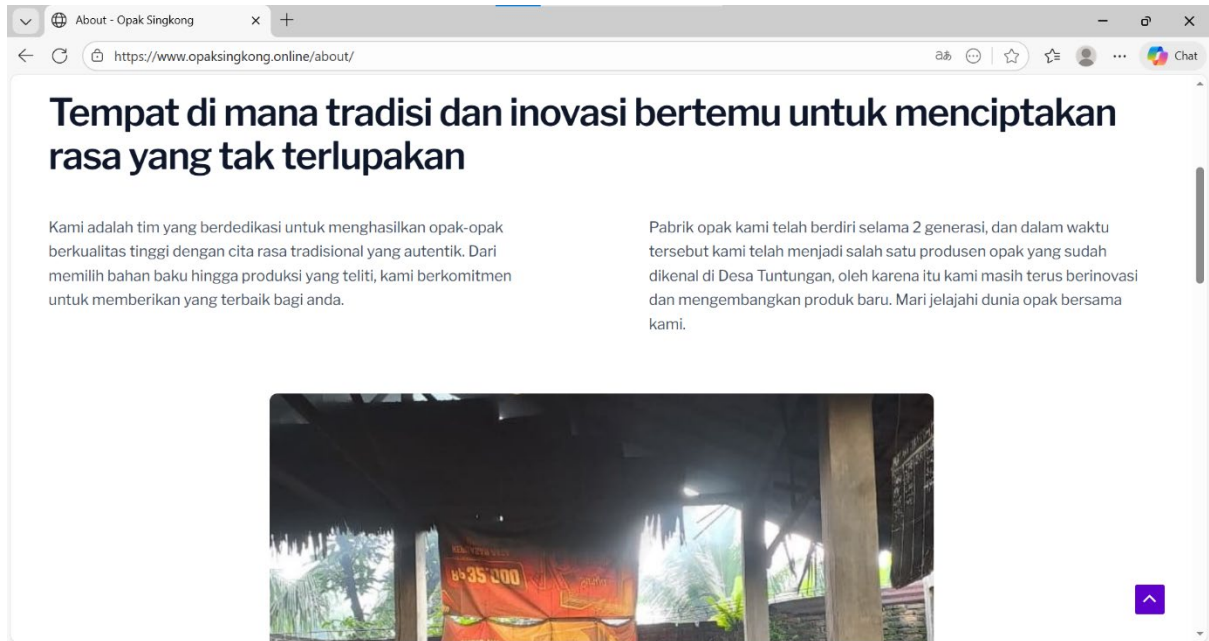 About - Opak Singkong
https://www.opaksingkong.online/about/
Chat
Tempat di mana tradisi dan inovasi bertemu untuk menciptakan
rasa yang tak terlupakan
Kami adalah tim yang berdedikasi untuk menghasilkan opak-opak
berkualitas tinggi dengan cita rasa tradisional yang autentik. Dari
memilih bahan baku hingga produksi yang teliti, kami berkomitmen
untuk memberikan yang terbaik bagi anda.
Pabrik opak kami telah berdiri selama 2 generasi, dan dalam waktu
tersebut kami telah menjadi salah satu produsen opak yang sudah
dikenal di Desa Tuntungan, oleh karena itu kami masih terus berinovasi
dan mengembangkan produk baru. Mari jelajahi dunia opak bersama
kami.
35'000